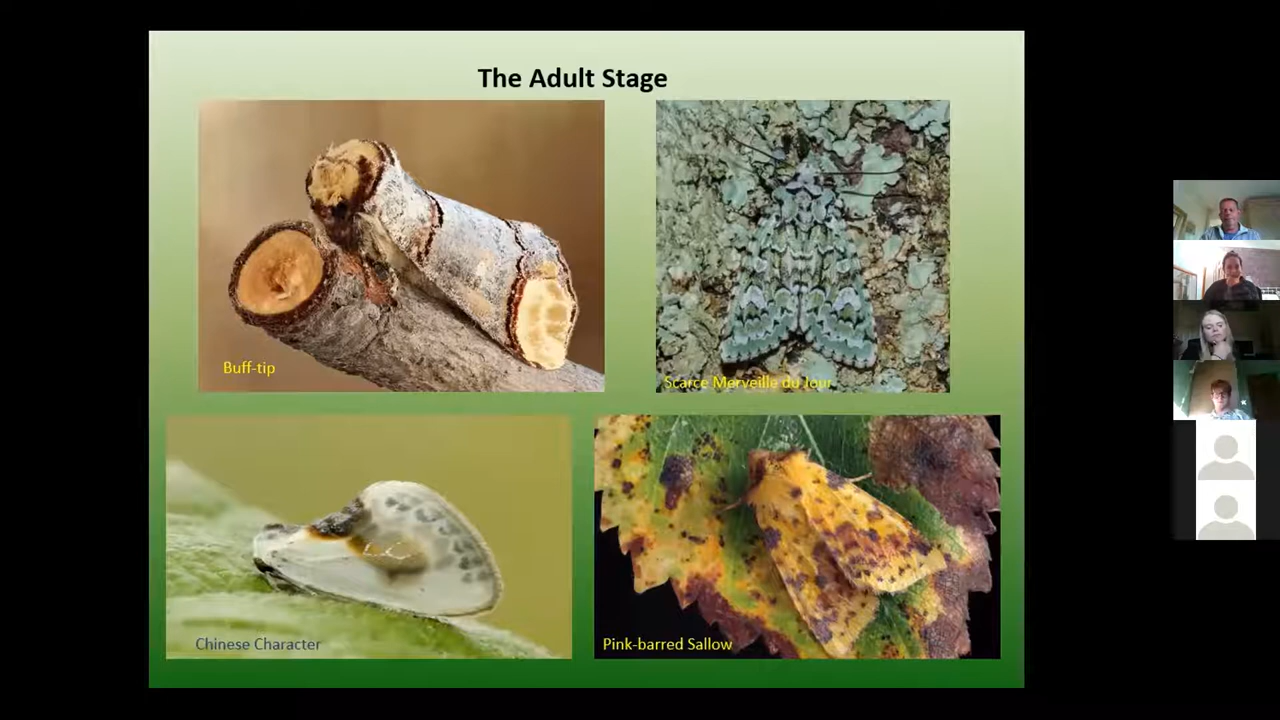 The Adult Stage
Buff-tip
Scarce Merveille du Jour
Chinese Character
Pink-barred Sallow